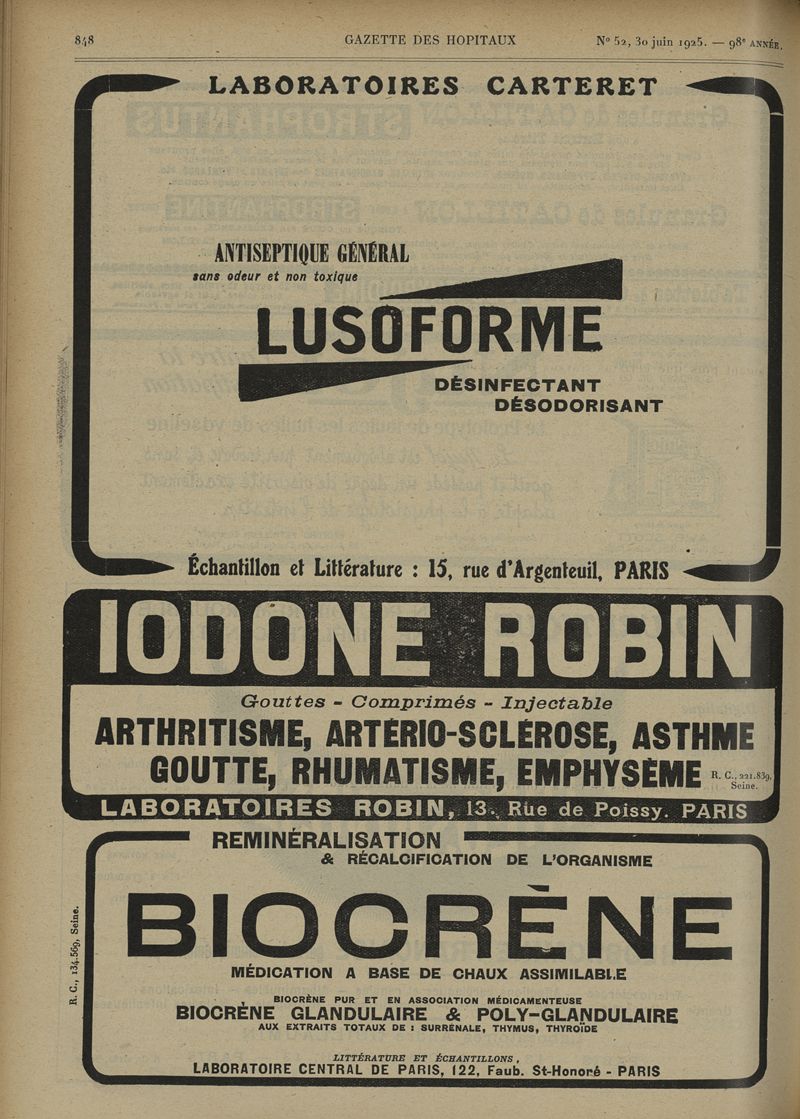 848
GAZETTE DES HOPITAUX
N° 52, 30 juin 1925. — 98e ANNÉE.
LABORATOIRES CARTERET
ANTISEPTIQUE GÉNÉRAL
sans odeur et non toxique
LUSOFORME
DÉSINFECTANT
DÉSODORISANT
Échantillon et Littérature : 15, rue d'Argenteuil, PARIS
IODONE ROBIN
Gouttes - Comprimés - Injectable
ARTHRITISME, ARTÉRIO-SCLÉROSE, ASTHME
GOUTTE, RHUMATISME, EMPHYSÈME
R. C., 221.839,
Seine.
LABORATOIRES ROBIN, 13, Rue de Poissy. PARIS
REMINÉRALISATION
& RÉCALCIFICATION DE L'ORGANISME
BIOCRÈNE
MÉDICATION A BASE DE CHAUX ASSIMILABLE
BIOCRÈNE PUR ET EN ASSOCIATION MÉDICAMENTEUSE
BIOCRÈNE GLANDULAIRE & POLY-GLANDULAIRE
AUX EXTRAITS TOTAUX DE : SURRÉNALE, THYMUS, THYROÏDE
LITTÉRATURE ET ÉCHANTILLONS,
LABORATOIRE CENTRAL DE PARIS, 122, Faub. St-Honoré - PARIS
R. C., 134.569, Seine.